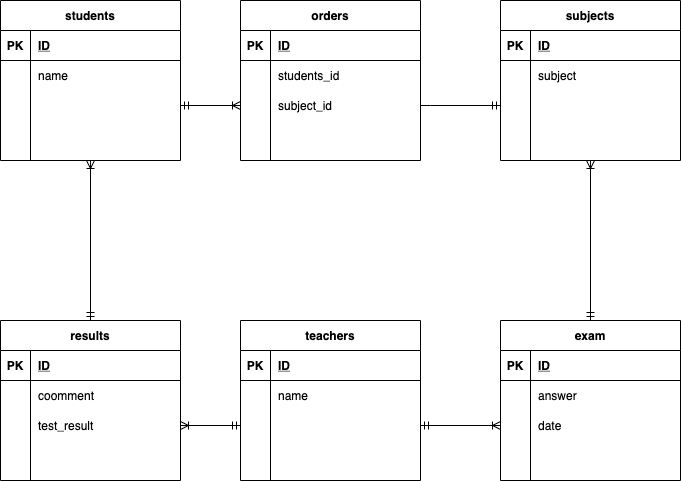 students
PK ID
name
orders
PK ID
students_id
subject_id
subjects
PK ID
subject
results
PK ID
coomment
test_result
teachers
PK ID
name
exam
PK ID
answer
date